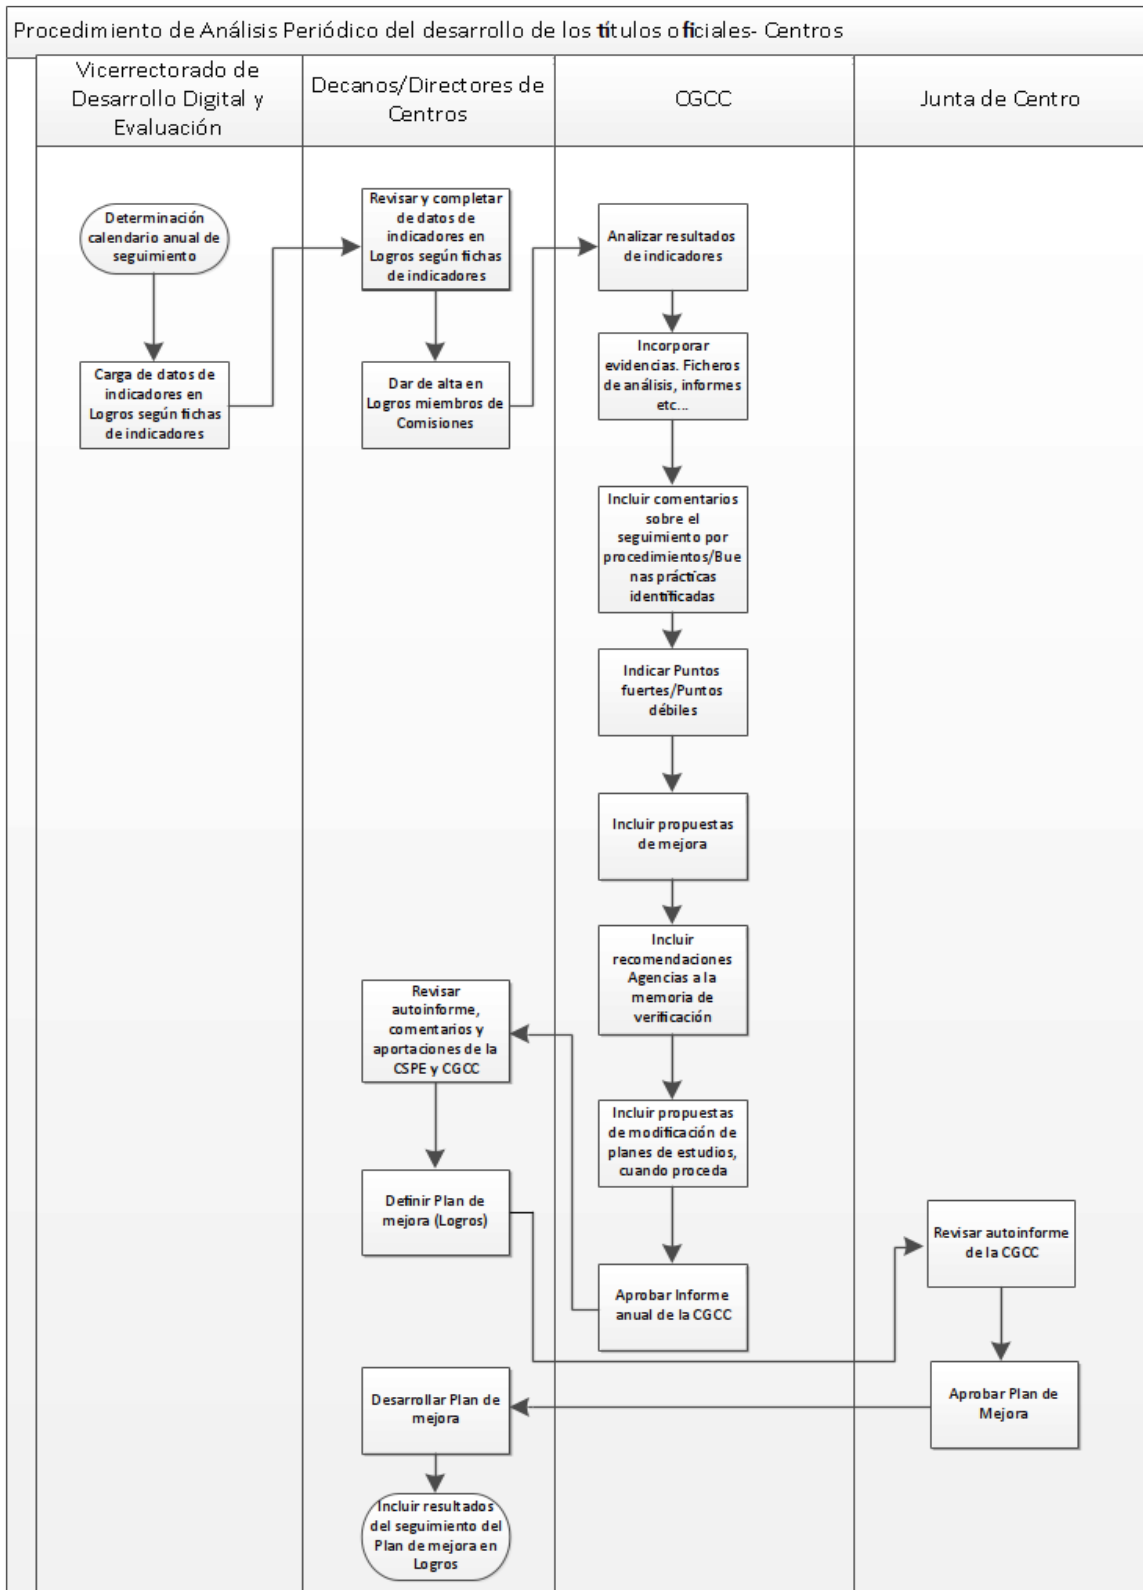 Procedimiento de Análisis Periódico del desarrollo de los títulos oficiales- Centros
Vicerrectorado de
Desarrollo Digital y
Evaluación
Decanos/Directores de
Centros
CGCC
Junta de Centro
Determinación
calendario anual de
seguimiento
Carga de datos de
indicadores en
Logros según fichas
de indicadores
Revisar y completar
de datos de
indicadores en
Logros según fichas
de indicadores
Dar de alta en
Logros miembros de
Comisiones
Analizar resultados
de indicadores
Incorporar
evidencias. Ficheros
de análisis, informes
etc...
Incluir comentarios
sobre el
seguimiento por
procedimientos/Bue
nas prácticas
identificadas
Indicar Puntos
fuertes/Puntos
débiles
Incluir propuestas
de mejora
Incluir
recomendaciones
Agencias a la
memoria de
verificación
Incluir propuestas
de modificación de
planes de estudios,
cuando proceda
Aprobar Informe
anual de la CGCC
Revisar
autoinforme,
comentarios y
aportaciones de la
CSPE y CGCC
Definir Plan de
mejora (Logros)
Revisar autoinforme
de la CGCC
Aprobar Plan de
Mejora
Desarrollar Plan de
mejora
Incluir resultados
del seguimiento del
Plan de mejora en
Logros